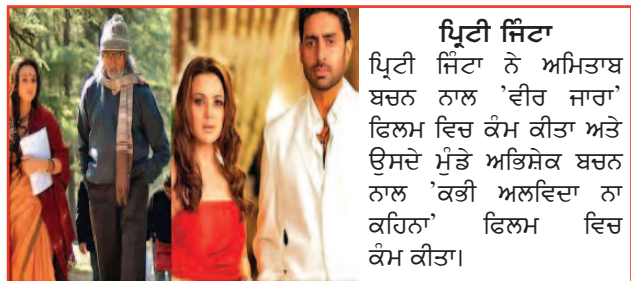 ਪ੍ਰਿਟੀ ਜਿੰਟਾ
ਪ੍ਰਿਟੀ ਜਿੰਟਾ ਨੇ ਅਮਿਤਾਬ
ਬਚਨ ਨਾਲ 'ਵੀਰ ਜਾਰਾ'
ਫਿਲਮ ਵਿਚ ਕੰਮ ਕੀਤਾ ਅਤੇ
ਉਸਦੇ ਮੁੰਡੇ ਅਭਿਸ਼ੇਕ ਬਚਨ
ਨਾਲ 'ਕਭੀ ਅਲਵਿਦਾ ਨਾ
ਕਹਿਨਾ' ਫਿਲਮ ਵਿਚ
ਕੰਮ ਕੀਤਾ।